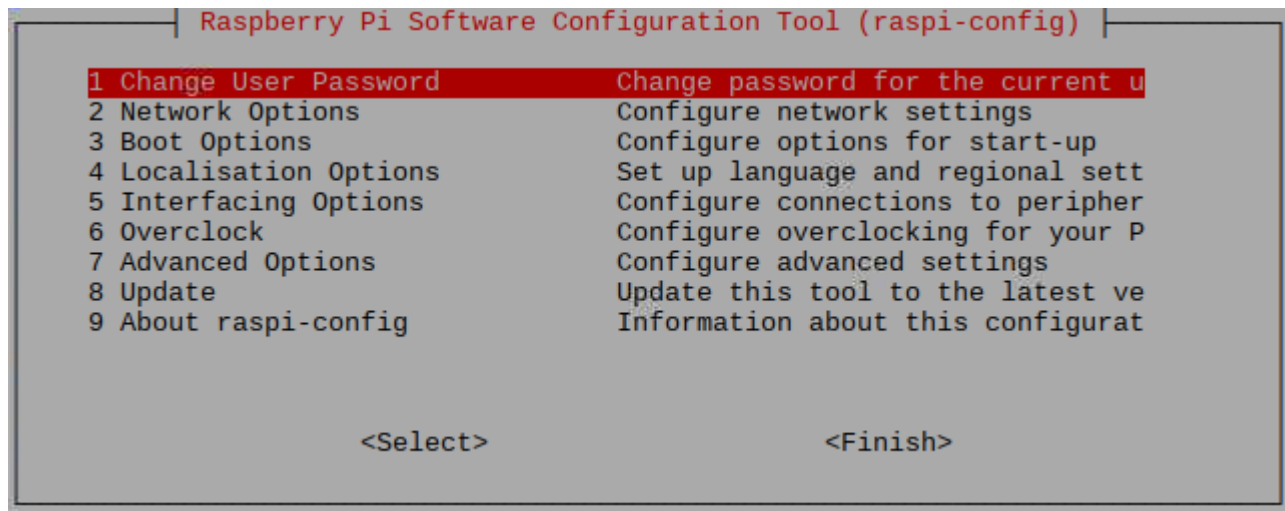 Raspberry Pi Software Configuration Tool (raspi-config)
1 Change User Password Change password for the current u
2 Network Options Configure network settings
3 Boot Options Configure options for start-up
4 Localisation Options Set up language and regional sett
5 Interfacing Options Configure connections to peripher
6 Overclock Configure overclocking for your P
7 Advanced Options Configure advanced settings
8 Update Update this tool to the latest ve
9 About raspi-config Information about this configurat
<Select> <Finish>